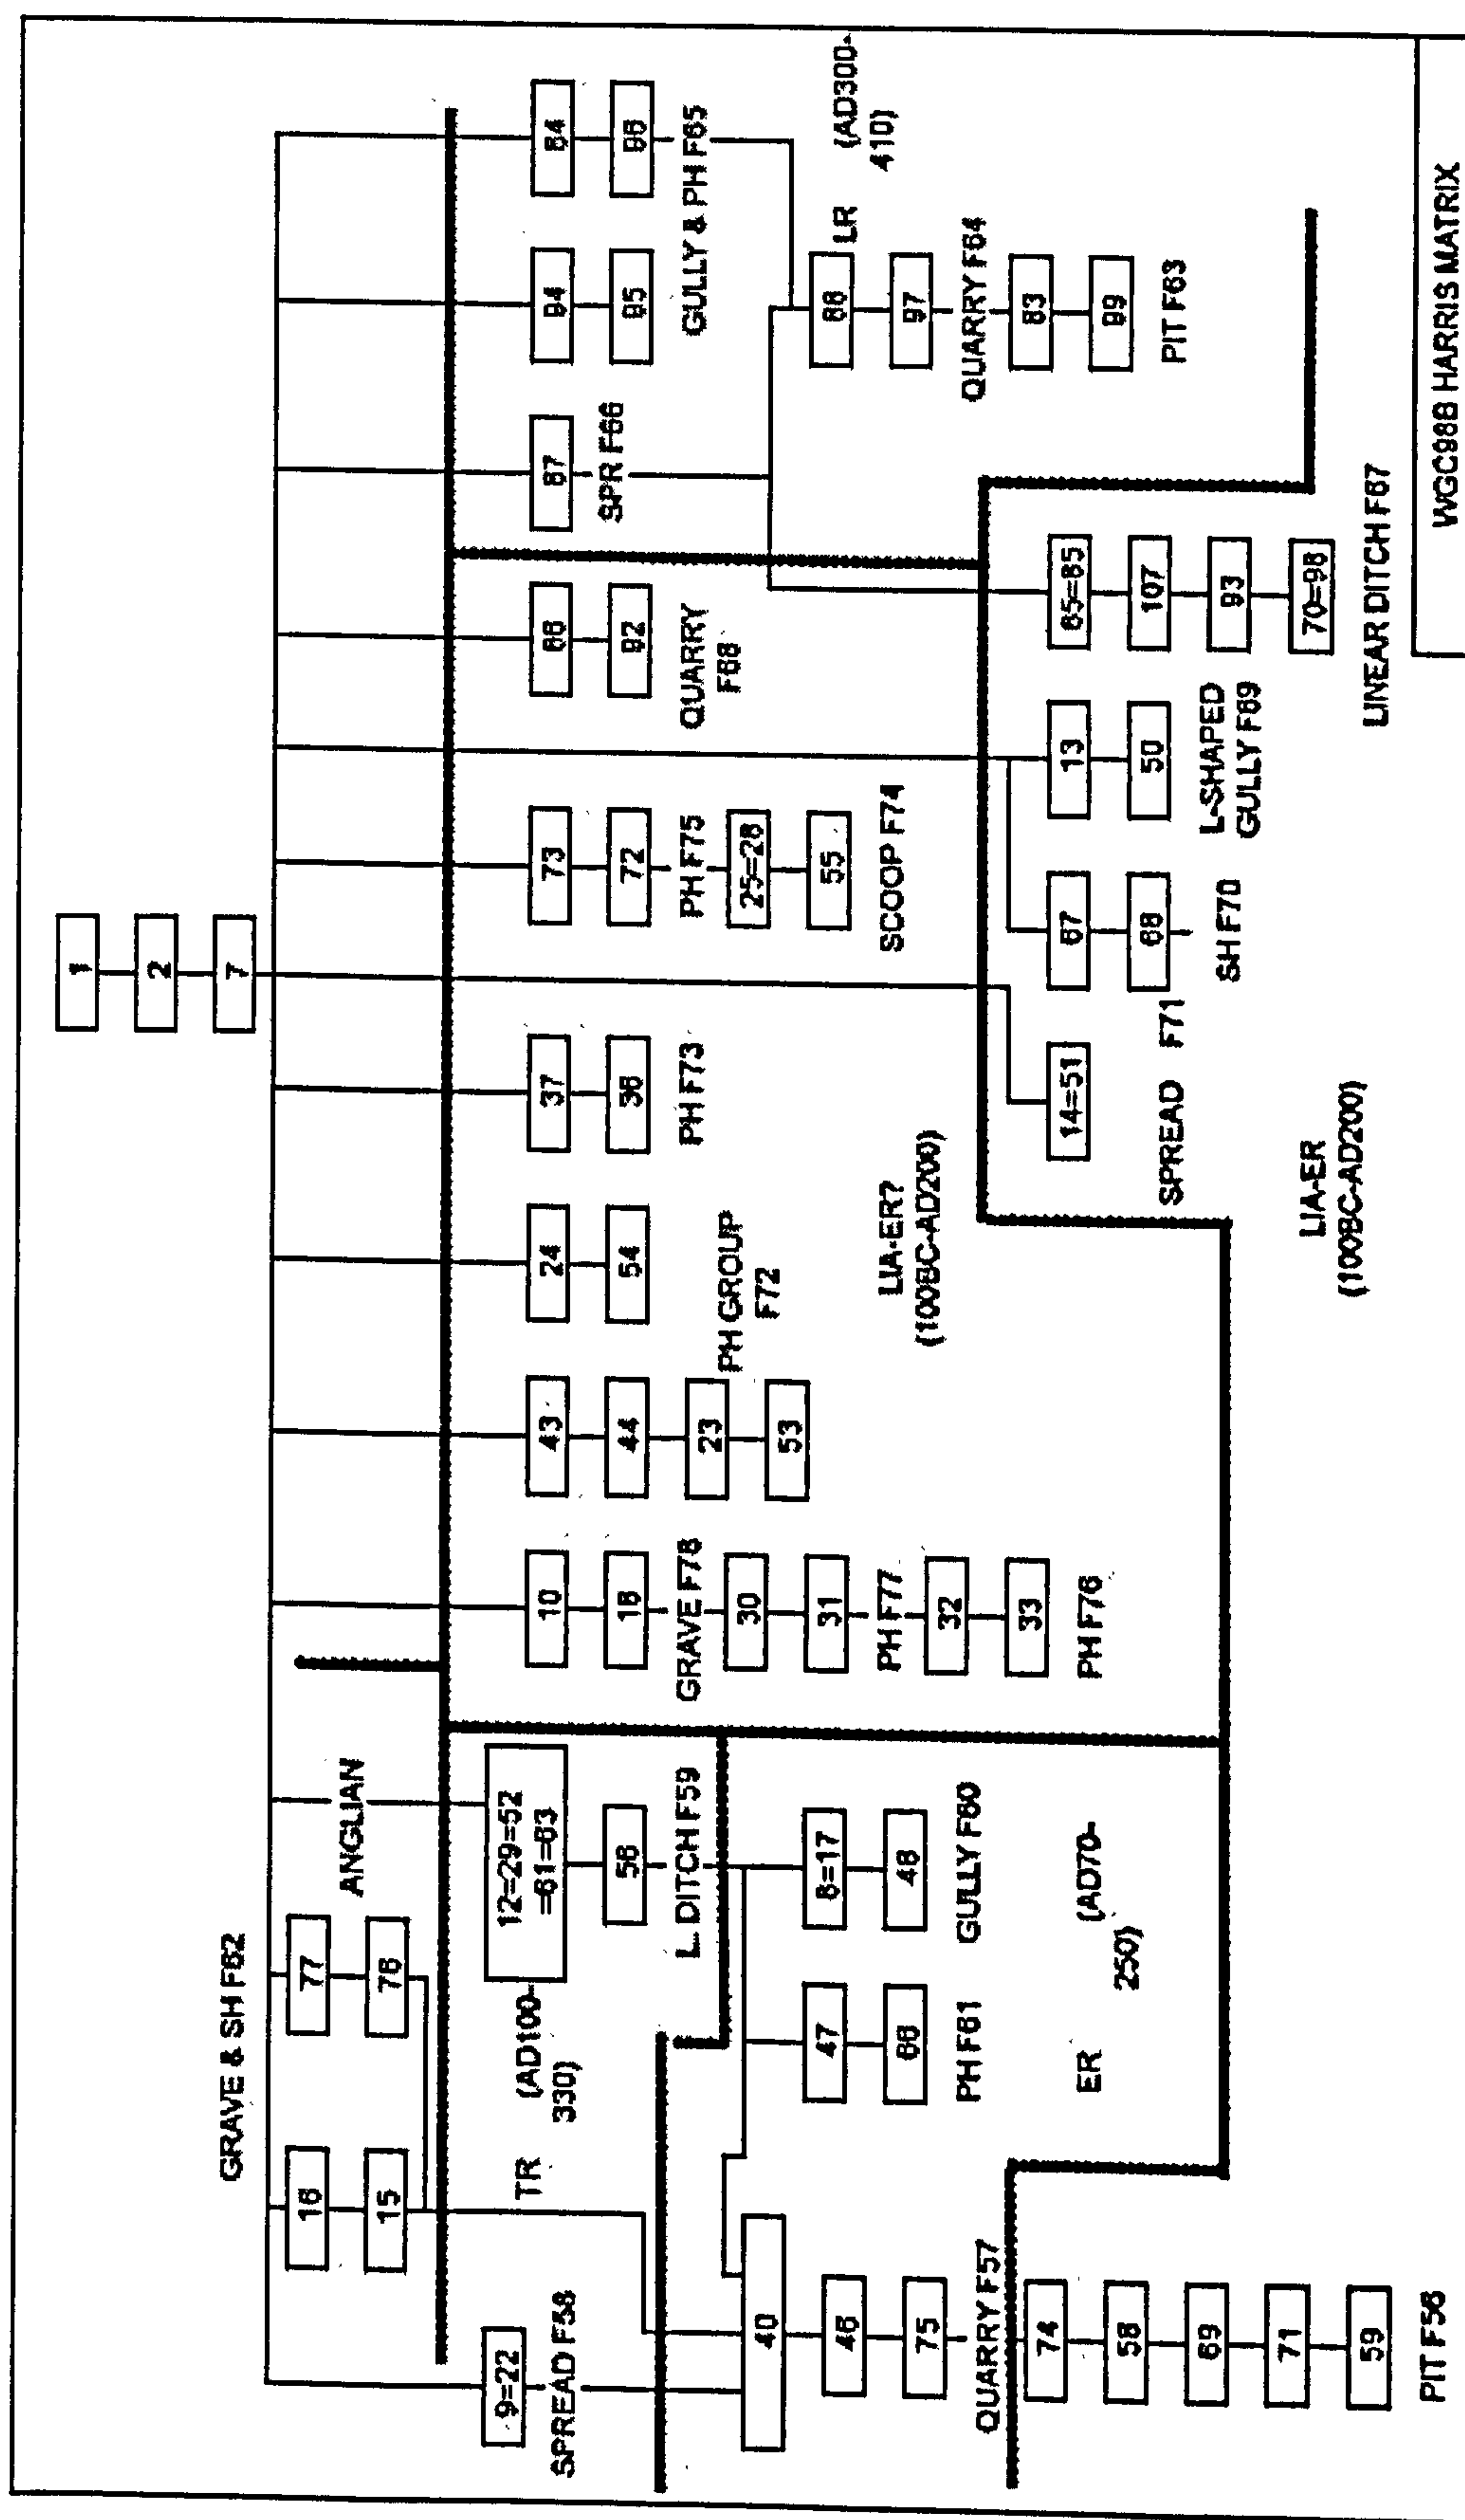 1
2
7
GRAVE & SH F62
16
15
77
76
ANGLIAN
9=22
SPREAD F58
TR (AD100-
330)
12=29=52
=61=63
56
L DITCH F59
40
46
75
QUARRY F57
74
58
69
71
59
PIT F56
47
PH F61
8=17
48
GULLY F60
ER (AD70-
250)
10
18
GRAVE F78
30
31
PH F77
32
33
PH F76
43
44
23
53
24
54
PH GROUP
F72
37
36
PH F73
LIA-ER?
(100BC-AD200)
73
72
PH F75
25=28
55
SCOOP F74
92
QUARRY
F68
87
SPR F66
94
95
84
96
GULLY & PH F65
97
LR (AD300-
410)
QUARRY F64
83
99
PIT F63
14=51
SPREAD F71
67
68
SH F70
13
50
L-SHAPED
GULLY F69
65=85
107
93
70=98
LINEAR DITCH F67
LIA-ER
(100BC-AD200)
WGC98B HARRIS MATRIX